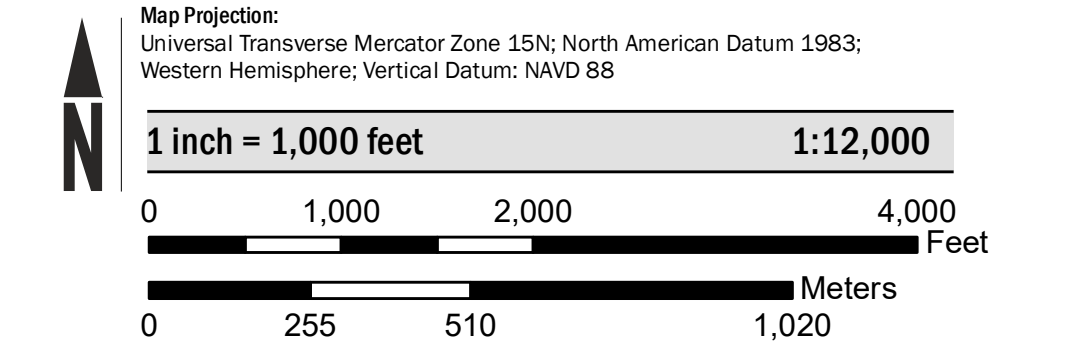 Map Projection:
Universal Transverse Mercator Zone 15N; North American Datum 1983;
Western Hemisphere; Vertical Datum: NAVD 88
N
1 inch = 1,000 feet 1:12,000
0 1,000 2,000 4,000
Feet
Meters
0 255 510 1,020